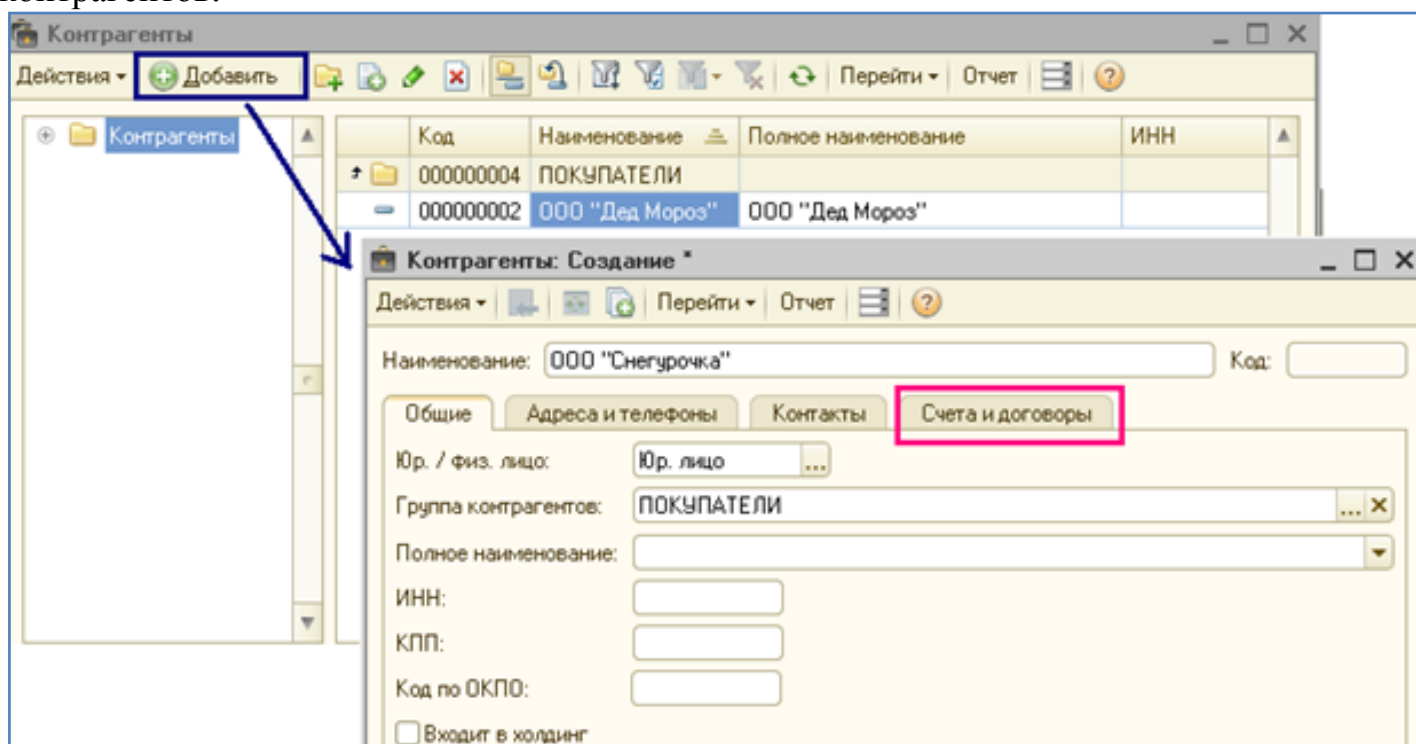 контрагентов.
Контрагенты
Действия Добавить Перейти Отчет
Контрагенты
Код Наименование Полное наименование ИНН
000000004 ПОКУПАТЕЛИ
000000002 ООО "Дед Мороз" ООО "Дед Мороз"
Контрагенты: Создание *
Действия Перейти Отчет
Наименование: ООО "Снегурочка" Код:
Общие Адреса и телефоны Контакты Счета и договоры
Юр. / физ. лицо: Юр. лицо ...
Группа контрагентов: ПОКУПАТЕЛИ ... ×
Полное наименование:
ИНН:
КПП:
Код по ОКПО:
Входит в холдинг